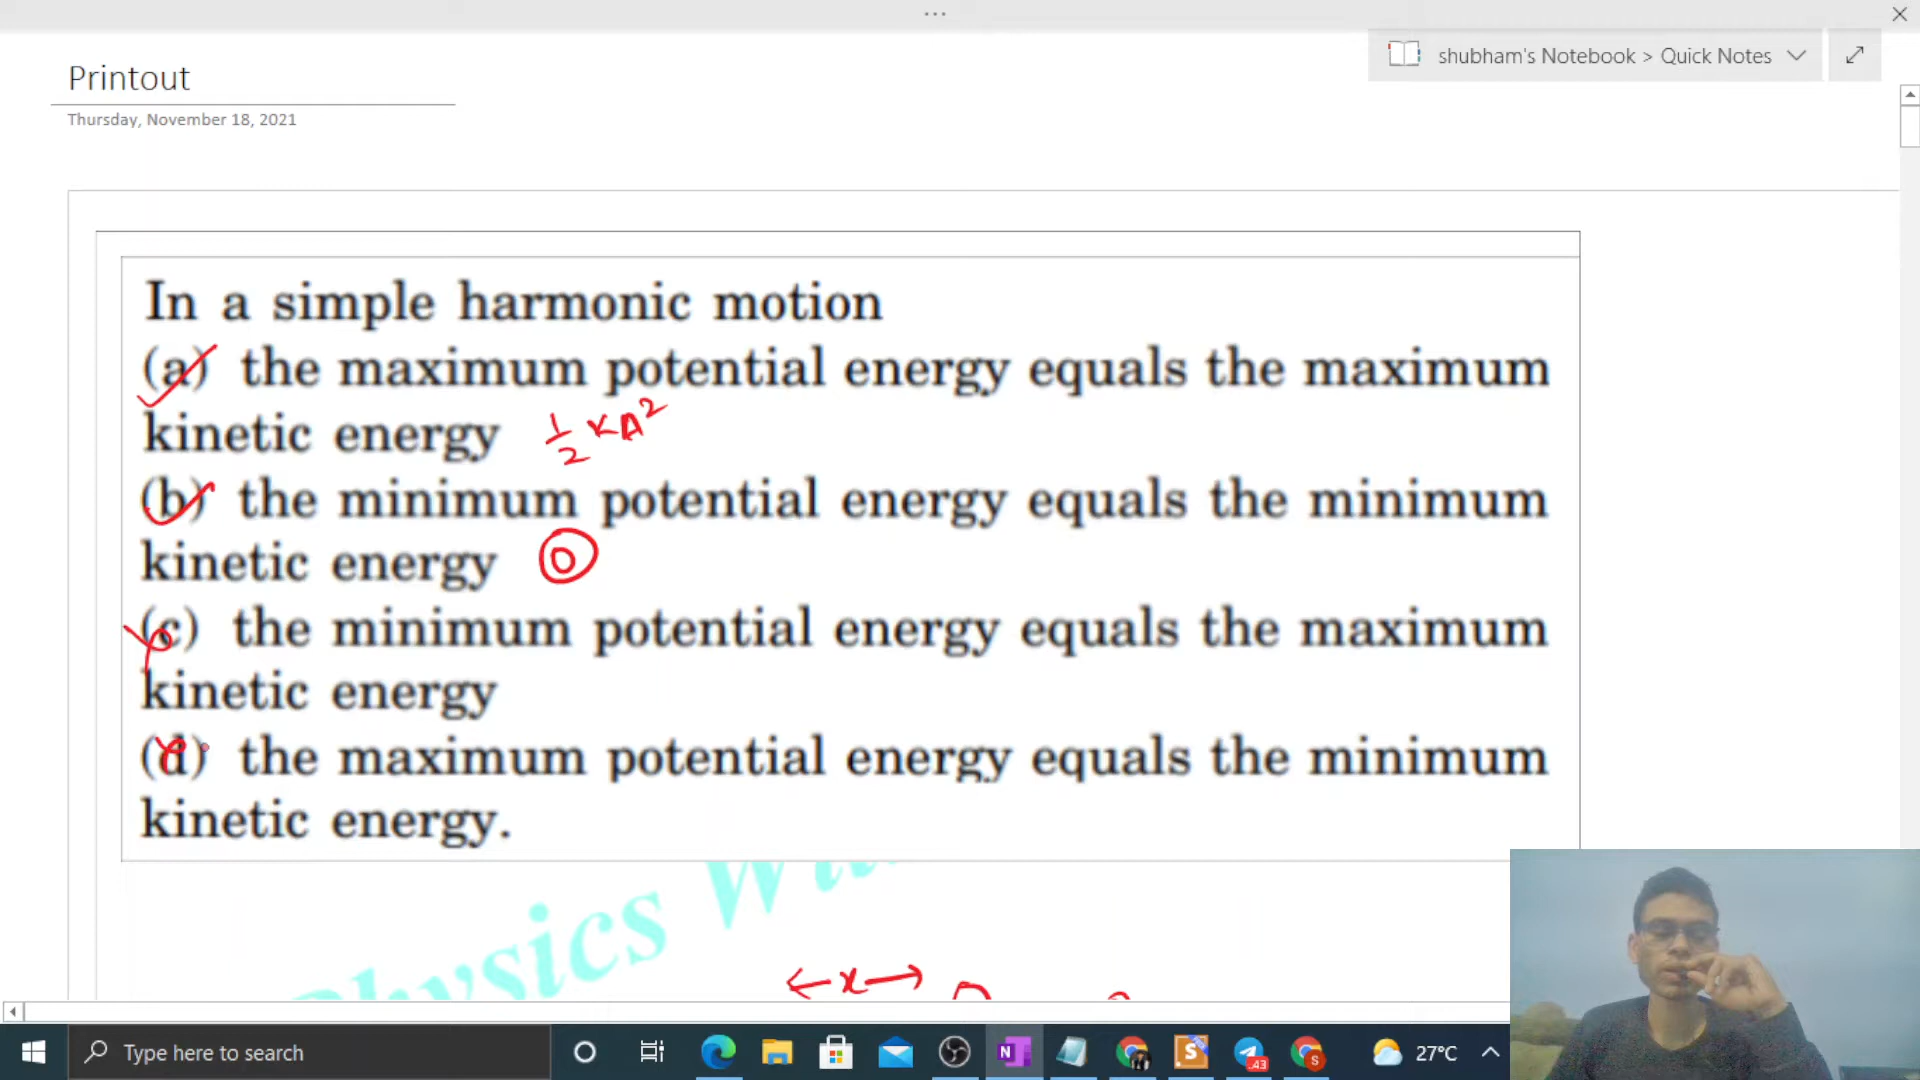 ...
shubham's Notebook > Quick Notes
Printout
Thursday, November 18, 2021
In a simple harmonic motion
(a) the maximum potential energy equals the maximum
kinetic energy 1/2 KA²
(b) the minimum potential energy equals the minimum
kinetic energy 0
(c) the minimum potential energy equals the maximum
kinetic energy
(d) the maximum potential energy equals the minimum
kinetic energy.
Physics
x
Type here to search
N
S
43
S
27°C